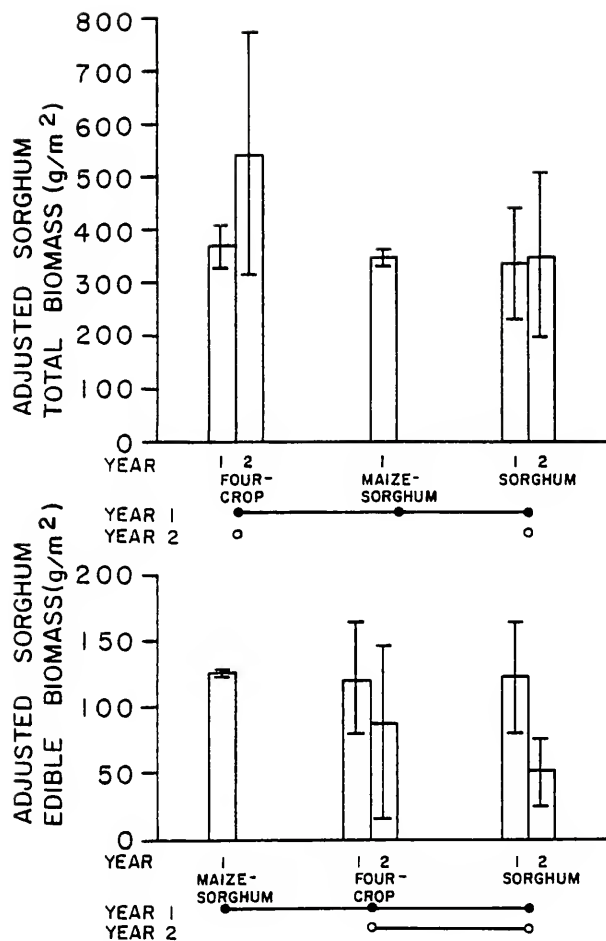 ADJUSTED SORGHUM
TOTAL BIOMASS (g/m²)
800
700
600
500
400
300
200
100
0
YEAR 1 2 1 1 2
FOUR-CROP MAIZE-SORGHUM SORGHUM
YEAR 1
YEAR 2
ADJUSTED SORGHUM
EDIBLE BIOMASS (g/m²)
200
150
100
50
0
YEAR 1 1 2 1 2
MAIZE-SORGHUM FOUR-CROP SORGHUM
YEAR 1
YEAR 2